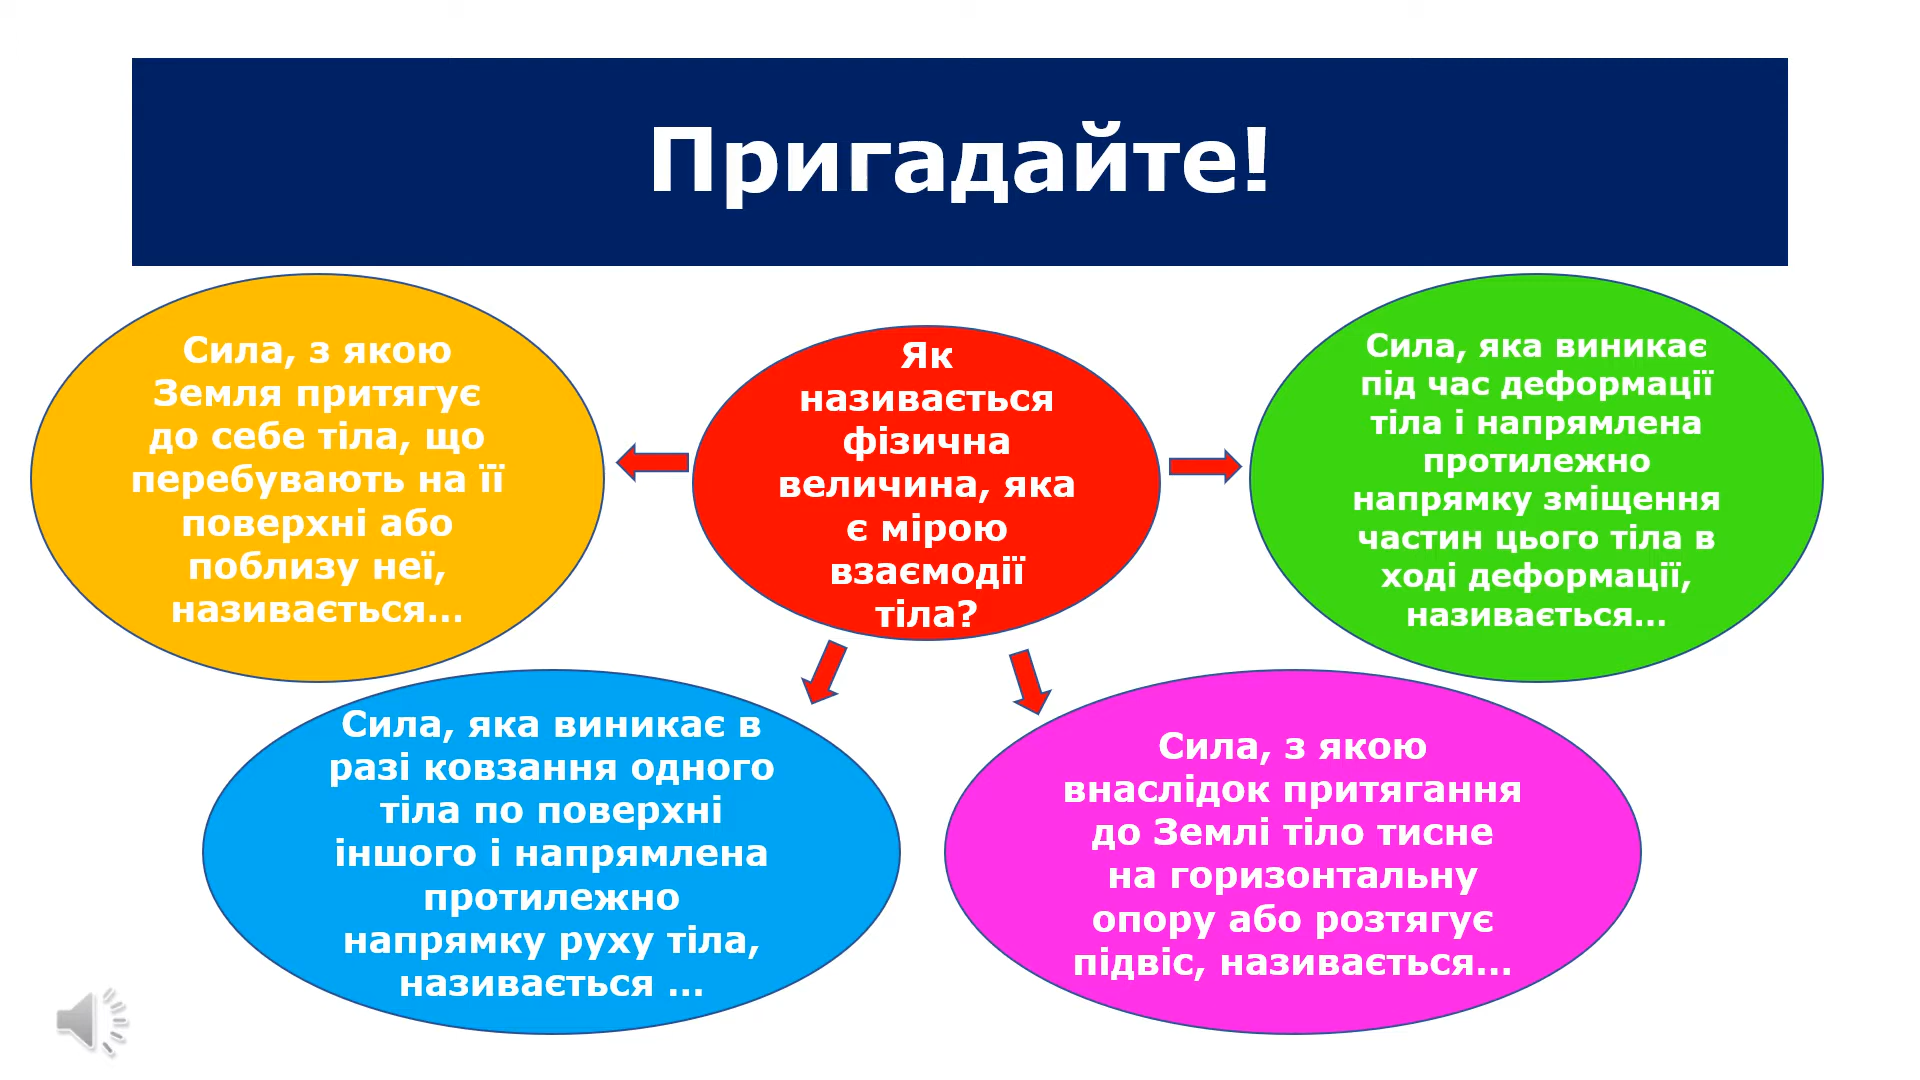 Пригадайте!
Сила, з якою
Земля притягує
до себе тіла, що
перебувають на її
поверхні або
поблизу неї,
називається...
Як
називається
фізична
величина, яка
є мірою
взаємодії
тіла?
Сила, яка виникає
під час деформації
тіла і напрямлена
протилежно
напрямку зміщення
частин цього тіла в
ході деформації,
називається...
Сила, яка виникає в
разі ковзання одного
тіла по поверхні
іншого і напрямлена
протилежно
напрямку руху тіла,
називається ...
Сила, з якою
внаслідок притягання
до Землі тіло тисне
на горизонтальну
опору або розтягує
підвіс, називається...